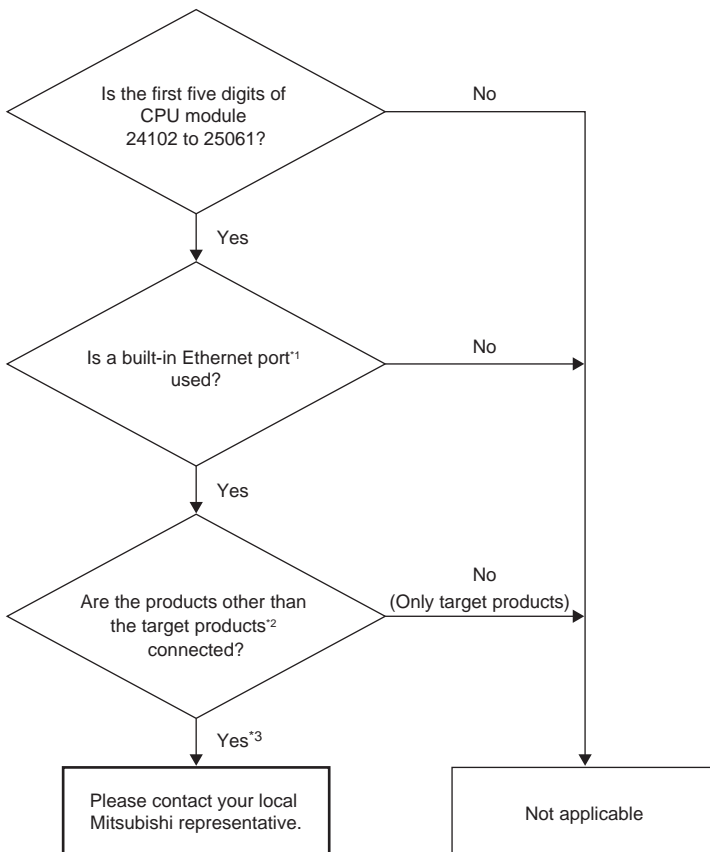 Is the first five digits of
CPU module
24102 to 25061?
No
Yes
Is a built-in Ethernet port*1
used?
No
Yes
Are the products other than
the target products*2
connected?
No
(Only target products)
Yes*3
Please contact your local
Mitsubishi representative.
Not applicable